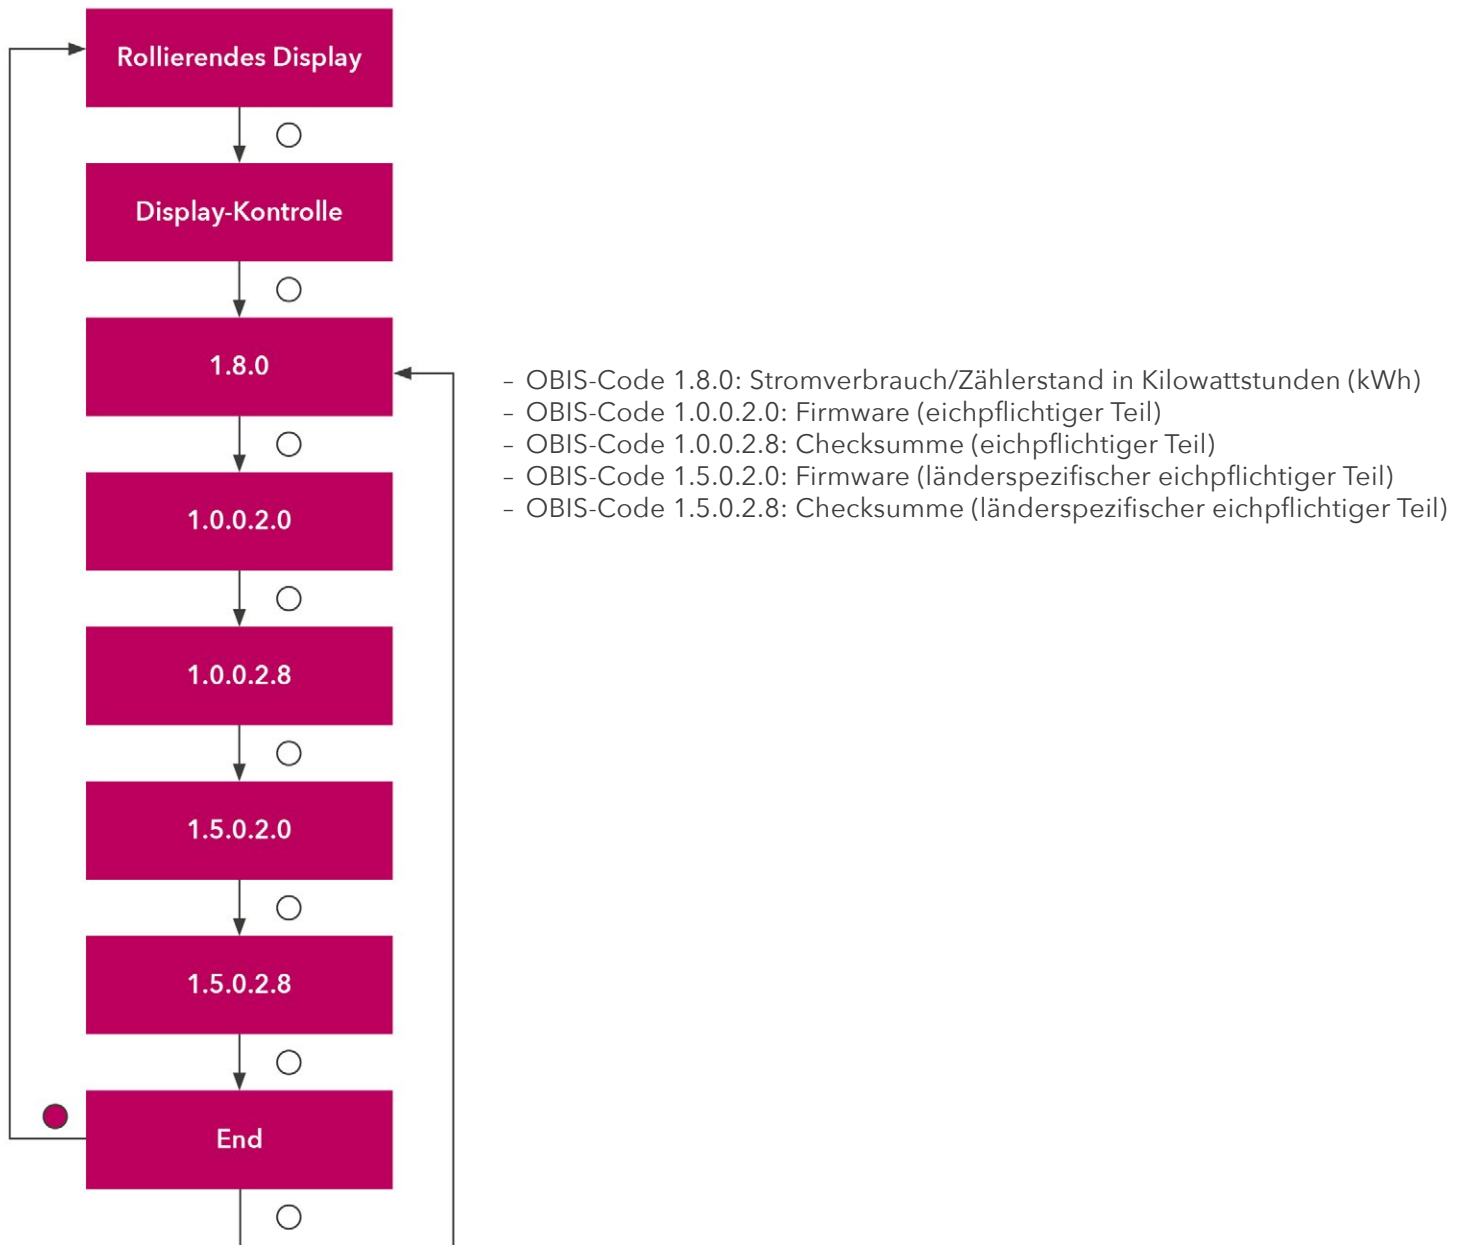 Rollierendes Display
Display-Kontrolle
1.8.0
1.0.0.2.0
1.0.0.2.8
1.5.0.2.0
1.5.0.2.8
End
– OBIS-Code 1.8.0: Stromverbrauch/Zählerstand in Kilowattstunden (kWh)
– OBIS-Code 1.0.0.2.0: Firmware (eichpflichtiger Teil)
– OBIS-Code 1.0.0.2.8: Checksumme (eichpflichtiger Teil)
– OBIS-Code 1.5.0.2.0: Firmware (länderspezifischer eichpflichtiger Teil)
– OBIS-Code 1.5.0.2.8: Checksumme (länderspezifischer eichpflichtiger Teil)